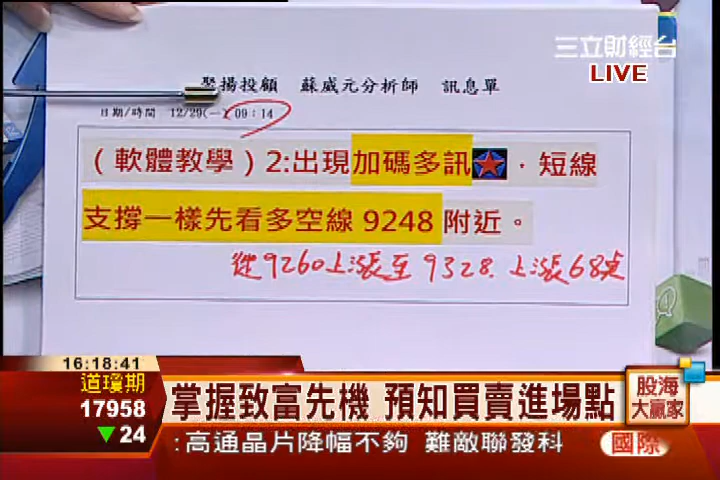 三立財經台
LIVE
聚揚投顧 蘇威元分析師 訊息單
日期/時間 12/29(一) 09:14
(軟體教學)2:出現加碼多訊★.短線
支撐一樣先看多空線9248附近。
從9260上漲至9328.上漲68點
16:18:41
道瓊期
17958
▼24
掌握致富先機 預知買賣進場點
股海
大贏家
:高通晶片降幅不夠 難敵聯發科
國際